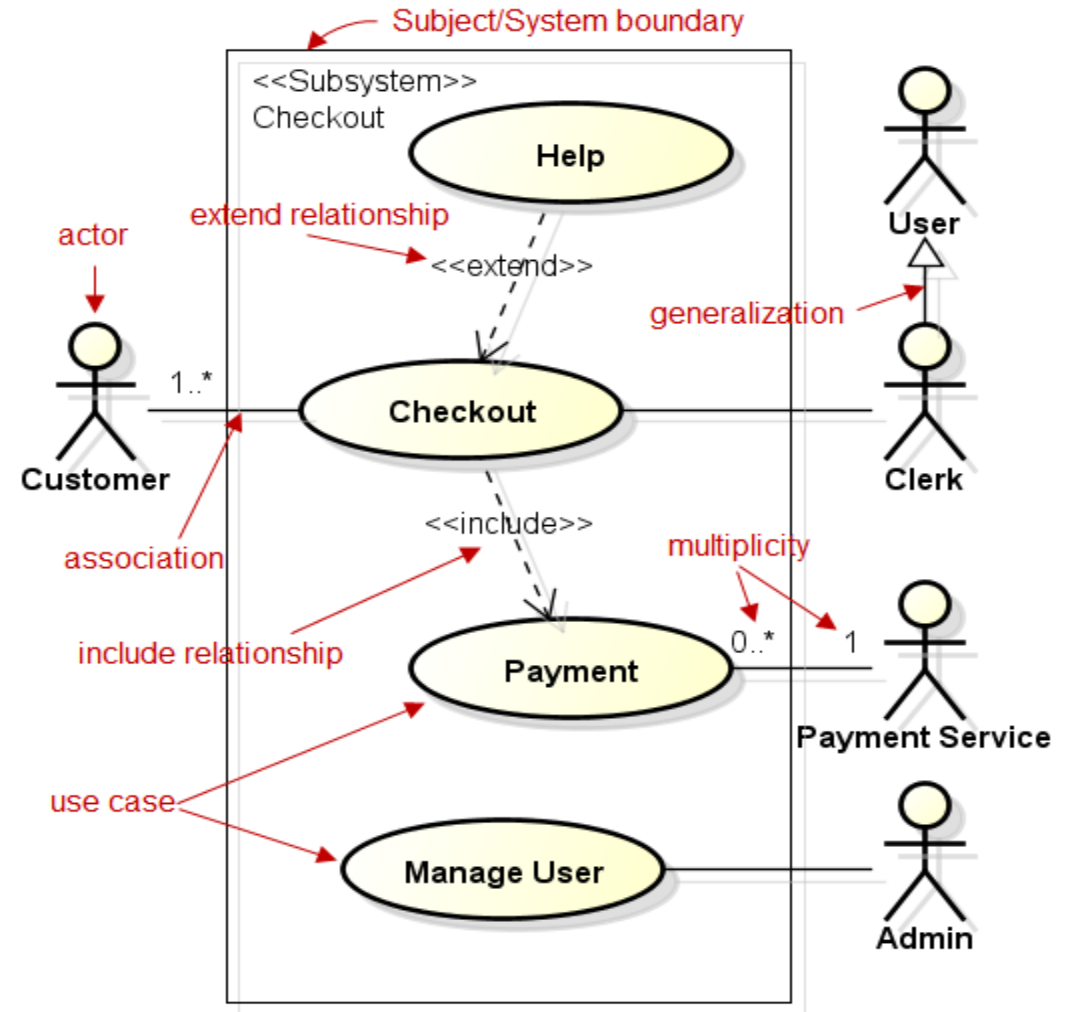 Subject/System boundary
<<Subsystem>>
Checkout
Help
User
extend relationship
actor
<<extend>>
generalization
1..*
Checkout
Customer
Clerk
<<include>>
association
multiplicity
include relationship
0..*
1
Payment
Payment Service
use case
Manage User
Admin